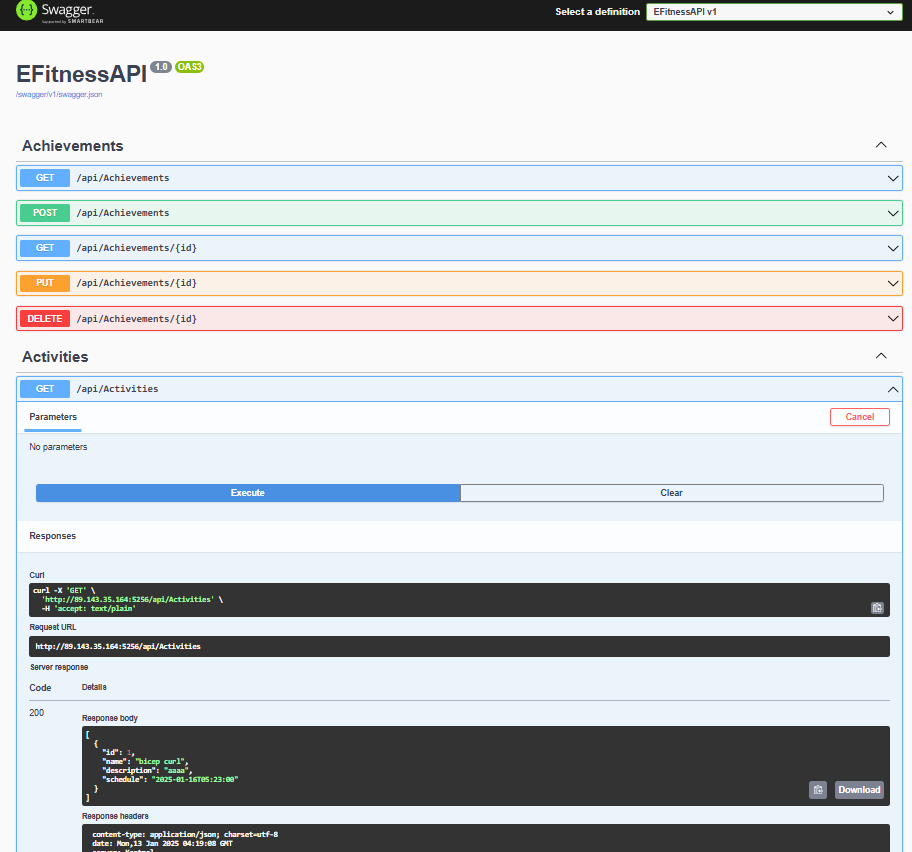 Swagger.
Supported by SMARTBEAR
Select a definition
EFitnessAPI v1
EFitnessAPI 1.0 OAS3
/swagger/v1/swagger.json
Achievements
GET /api/Achievements
POST /api/Achievements
GET /api/Achievements/{id}
PUT /api/Achievements/{id}
DELETE /api/Achievements/{id}
Activities
GET /api/Activities
Parameters
Cancel
No parameters
Execute
Clear
Responses
Curl
curl -X 'GET' \
'http://89.143.35.164:5256/api/Activities' \
-H 'accept: text/plain'
Request URL
http://89.143.35.164:5256/api/Activities
Server response
Code Details
200
Response body
[
{
"id": 1,
"name": "bicep curl",
"description": "aaaa",
"schedule": "2025-01-16T05:23:00"
}
]
Download
Response headers
content-type: application/json; charset=utf-8
date: Mon,13 Jan 2025 04:19:08 GMT
server: Kestrel